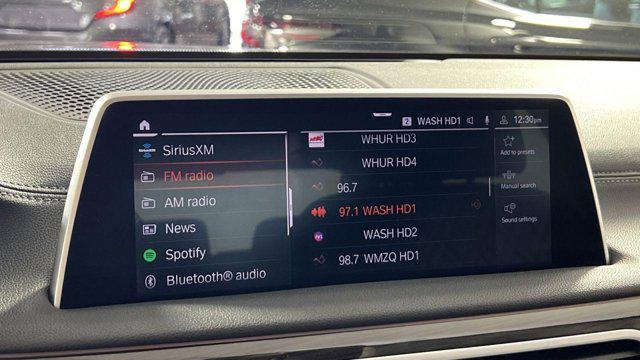 2 WASH HD1 12:30pm
SiriusXM
FM radio
AM radio
News
Spotify
Bluetooth® audio
WHUR HD3
WHUR HD4
96.7
97.1 WASH HD1
WASH HD2
98.7 WMZQ HD1
Add to presets
Manual search
Sound settings